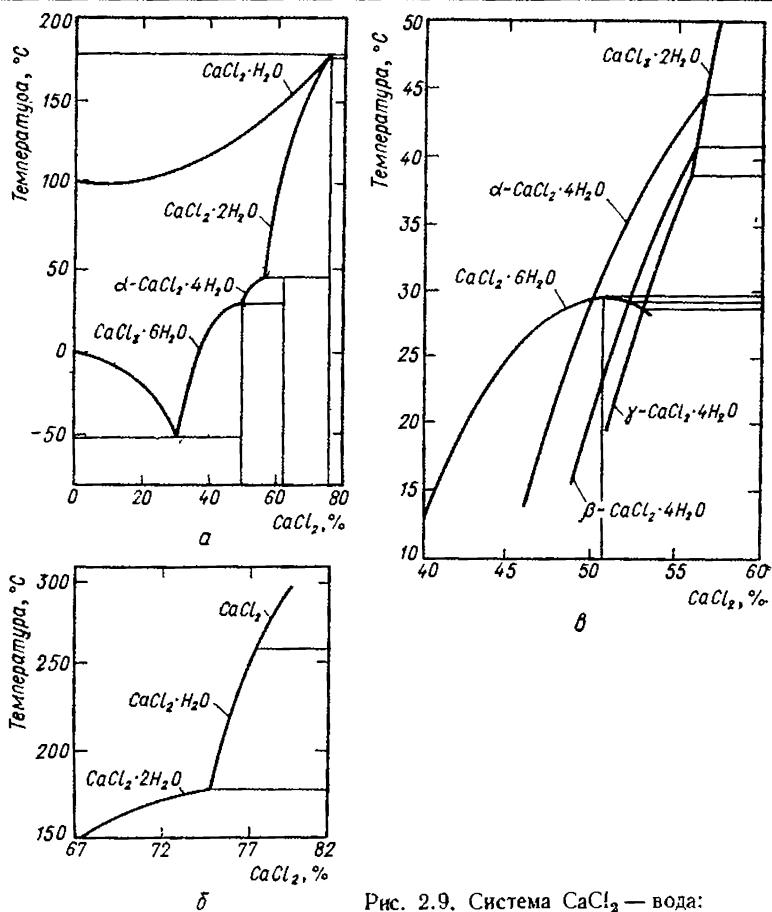 200
150
100
50
0
-50
Температура, °С
CaCl₂·H₂O
CaCl₂·2H₂O
α-CaCl₂·4H₂O
CaCl₂·6H₂O
0 20 40 60 80
CaCl₂, %
а
50
45
40
35
30
25
20
15
10
Температура, °С
CaCl₂·2H₂O
α-CaCl₂·4H₂O
CaCl₂·6H₂O
γ-CaCl₂·4H₂O
β-CaCl₂·4H₂O
40 45 50 55 60
CaCl₂, %
в
300
250
200
150
Температура, °С
CaCl₂
CaCl₂·H₂O
CaCl₂·2H₂O
67 72 77 82
CaCl₂, %
б
Рис. 2.9. Система CaCl₂ — вода: